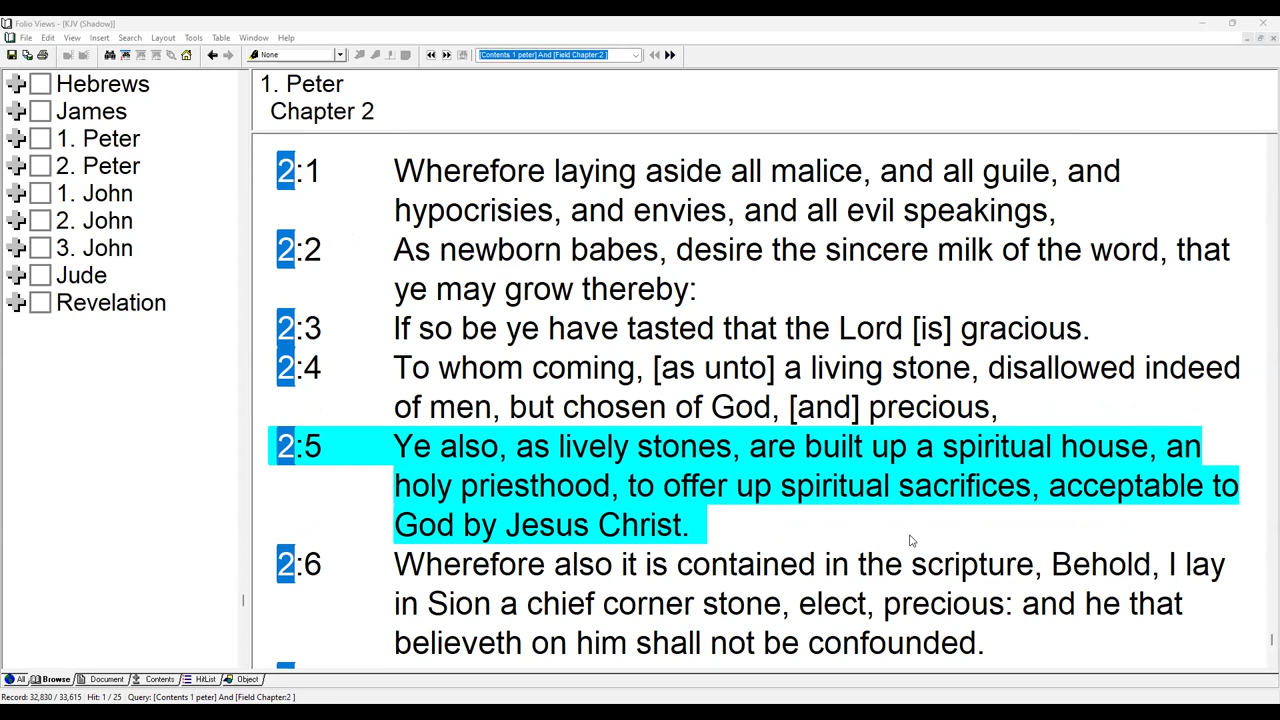 Folio Views - [KJV (Shadow)]
File Edit View Insert Search Layout Tools Table Window Help
None
[Contents 1 peter] And [Field Chapter:2 ]
Hebrews
James
1. Peter
2. Peter
1. John
2. John
3. John
Jude
Revelation
1. Peter
Chapter 2
2:1 Wherefore laying aside all malice, and all guile, and
hypocrisies, and envies, and all evil speakings,
2:2 As newborn babes, desire the sincere milk of the word, that
ye may grow thereby:
2:3 If so be ye have tasted that the Lord [is] gracious.
2:4 To whom coming, [as unto] a living stone, disallowed indeed
of men, but chosen of God, [and] precious,
2:5 Ye also, as lively stones, are built up a spiritual house, an
holy priesthood, to offer up spiritual sacrifices, acceptable to
God by Jesus Christ.
2:6 Wherefore also it is contained in the scripture, Behold, I lay
in Sion a chief corner stone, elect, precious: and he that
believeth on him shall not be confounded.
All Browse Document Contents HitList Object
Record: 32,830 / 33,615 Hit: 1 / 25 Query: [Contents 1 peter] And [Field Chapter:2 ]